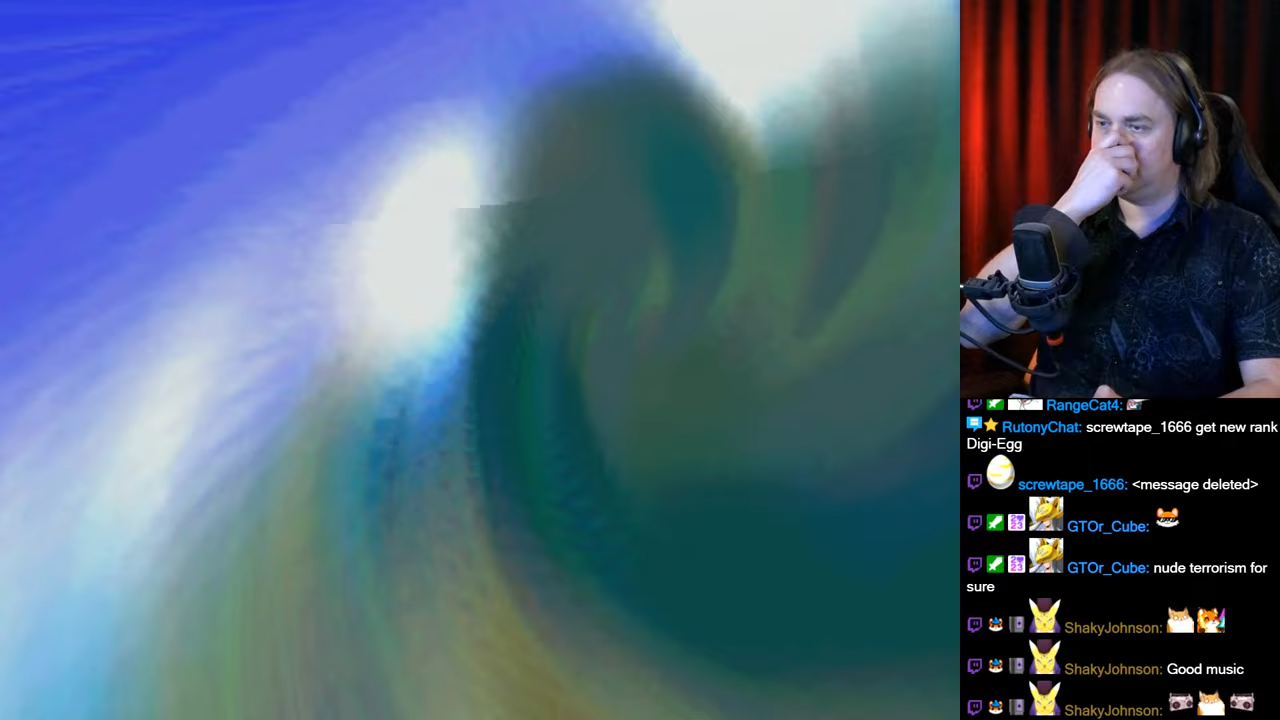 RangeCat4:
RutonyChat: screwtape_1666 get new rank
Digi-Egg
screwtape_1666: <message deleted>
GTOr_Cube:
GTOr_Cube: nude terrorism for
sure
ShakyJohnson:
ShakyJohnson: Good music
ShakyJohnson: